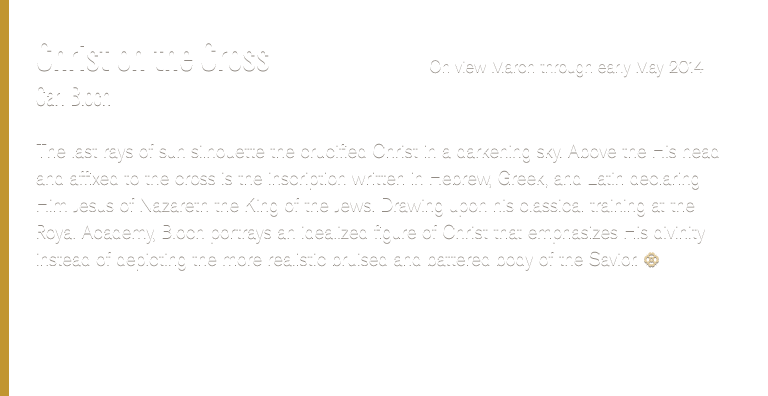 Christ on the Cross
On view March through early May 2014
Carl Bloch
The last rays of sun silhouette the crucified Christ in a darkening sky. Above the His head
and affixed to the cross is the inscription written in Hebrew, Greek, and Latin declaring
Him Jesus of Nazareth the King of the Jews. Drawing upon his classical training at the
Royal Academy, Bloch portrays an idealized figure of Christ that emphasizes His divinity
instead of depicting the more realistic bruised and battered body of the Savior.